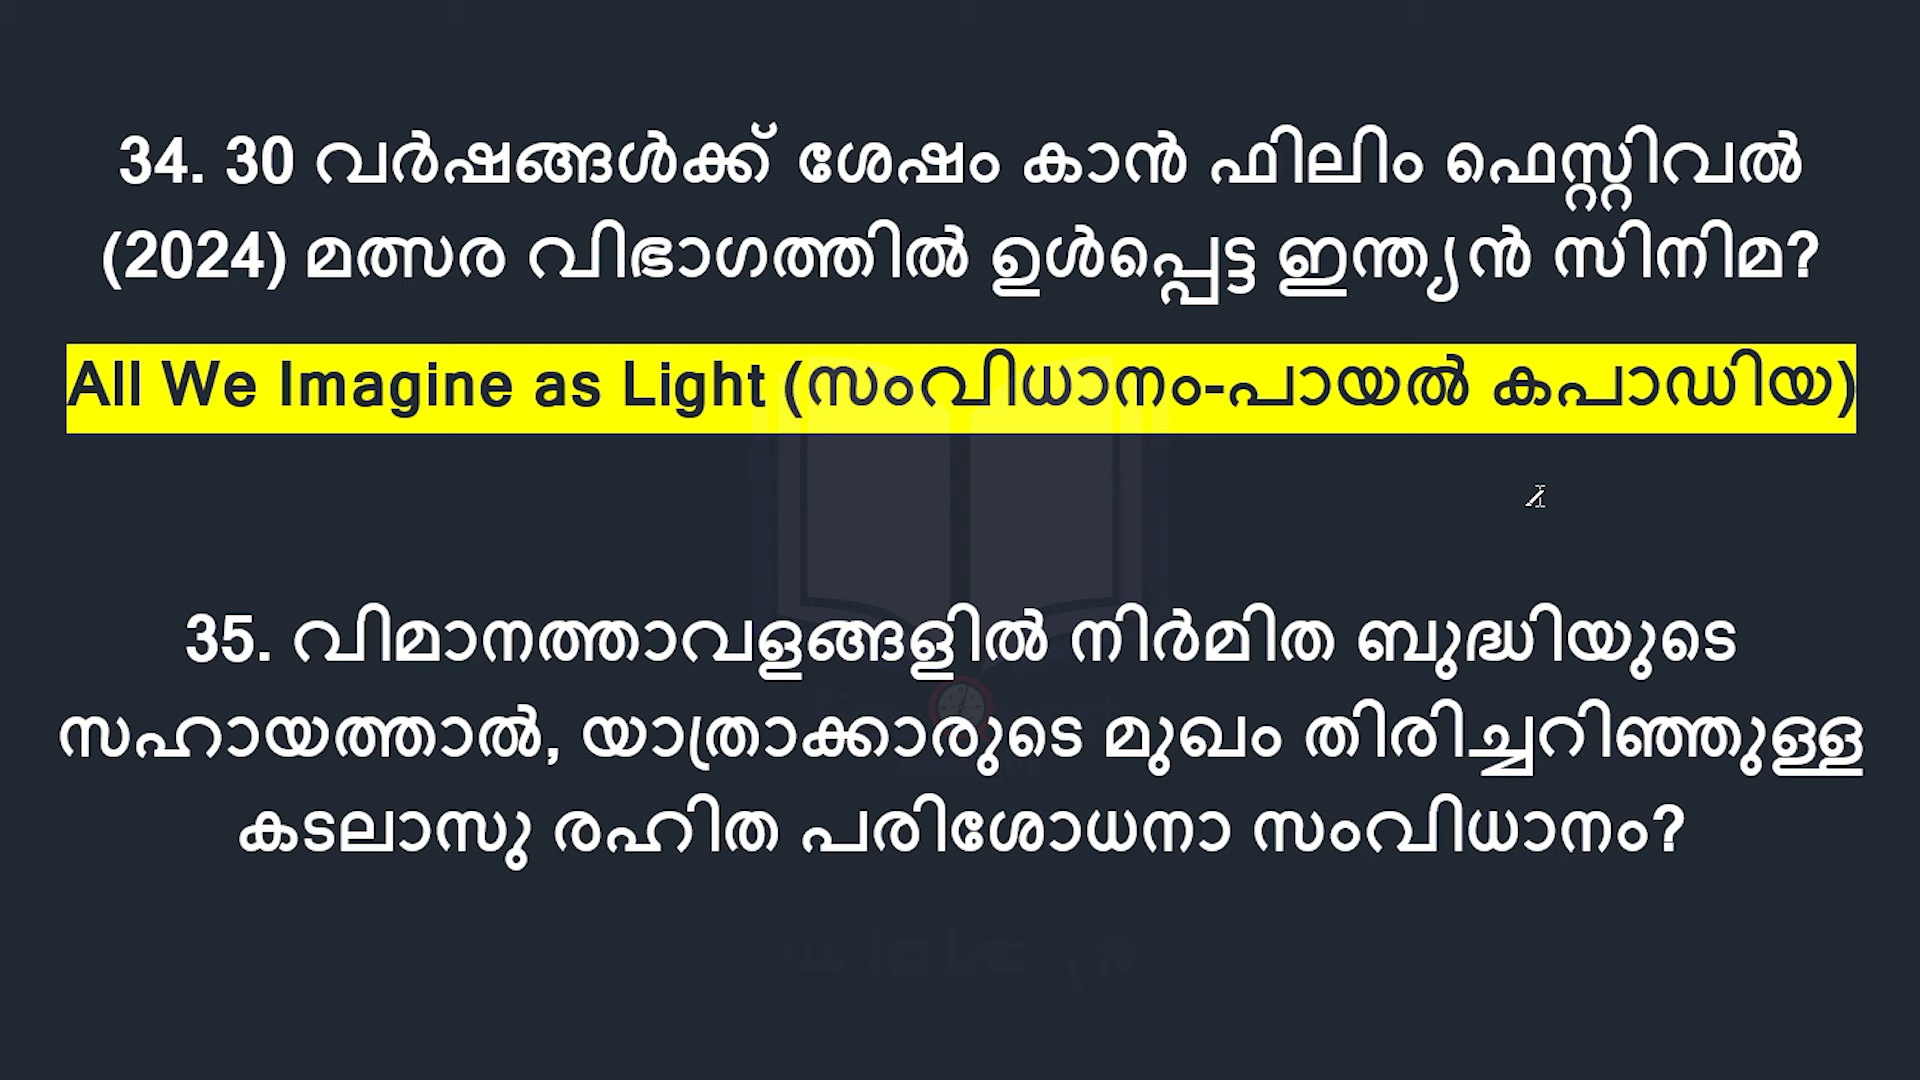 34. 30 വർഷങ്ങൾക്ക് ശേഷം കാൻ ഫിലിം ഫെസ്റ്റിവൽ
(2024) മത്സര വിഭാഗത്തിൽ ഉൾപ്പെട്ട ഇന്ത്യൻ സിനിമ?
All We Imagine as Light (സംവിധാനം-പായൽ കപാഡിയ)
35. വിമാനത്താവളങ്ങളിൽ നിർമിത ബുദ്ധിയുടെ
സഹായത്താൽ, യാത്രാക്കാരുടെ മുഖം തിരിച്ചറിഞ്ഞുള്ള
കടലാസു രഹിത പരിശോധനാ സംവിധാനം?